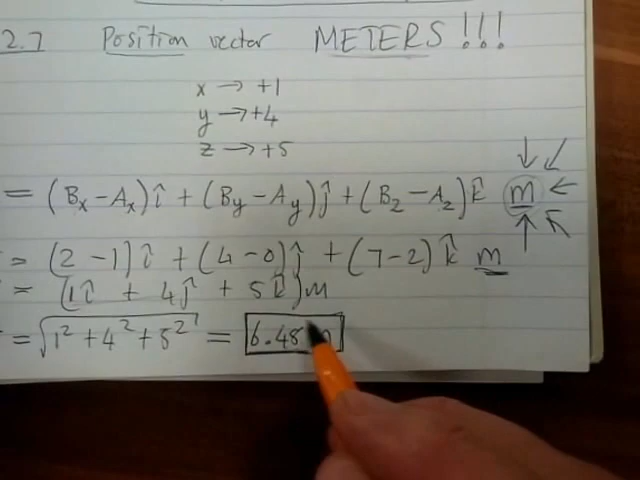 2.7 Position vector METERS!!!
x → +1
y → +4
z → +5
= (Bx - Ax)î + (By - Ay)ĵ + (Bz - Az)k̂ m
= (2-1)î + (4-0)ĵ + (7-2)k̂ m
= (1î + 4ĵ + 5k̂)m
= √1² + 4² + 5² = 6.48